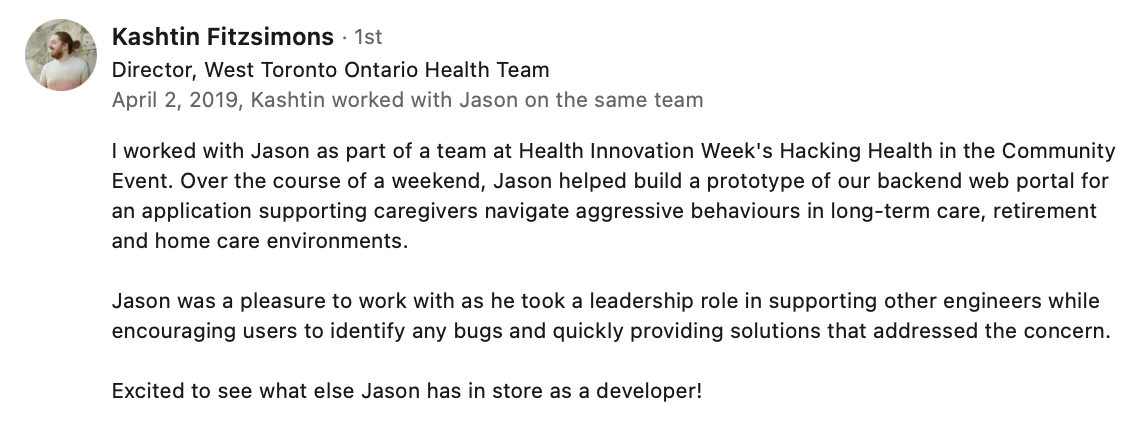 Kashtin Fitzsimons · 1st
Director, West Toronto Ontario Health Team
April 2, 2019, Kashtin worked with Jason on the same team
I worked with Jason as part of a team at Health Innovation Week's Hacking Health in the Community
Event. Over the course of a weekend, Jason helped build a prototype of our backend web portal for
an application supporting caregivers navigate aggressive behaviours in long-term care, retirement
and home care environments.
Jason was a pleasure to work with as he took a leadership role in supporting other engineers while
encouraging users to identify any bugs and quickly providing solutions that addressed the concern.
Excited to see what else Jason has in store as a developer!